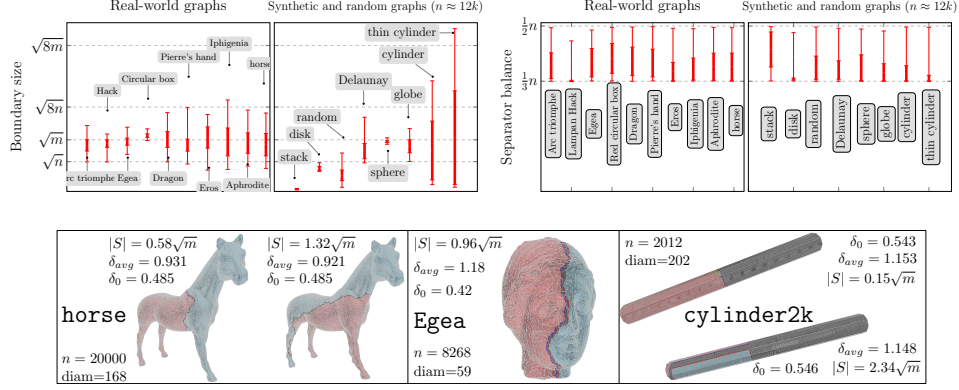 Real-world graphs
Synthetic and random graphs (n ≈ 12k)
Boundary size
√8m
√8n
√m
√n
Hack
Circular box
Pierre's hand
Iphigenia
horse
rc triomphe
Egea
Dragon
Eros
Aphrodite
stack
disk
random
Delaunay
sphere
globe
cylinder
thin cylinder
Real-world graphs
Synthetic and random graphs (n ≈ 12k)
Separator balance
½n
⅓n
Arc triomphe
Lampan Hack
Egea
Red circular box
Dragon
Pierre's hand
Eros
Iphigenia
Aphrodite
horse
stack
disk
random
Delaunay
sphere
globe
cylinder
thin cylinder
|S| = 0.58√m
δavg = 0.931
δ0 = 0.485
|S| = 1.32√m
δavg = 0.921
δ0 = 0.485
horse
n = 20000
diam=168
|S| = 0.96√m
δavg = 1.18
δ0 = 0.42
Egea
n = 8268
diam=59
n = 2012
diam=202
δ0 = 0.543
δavg = 1.153
|S| = 0.15√m
cylinder2k
δavg = 1.148
δ0 = 0.546
|S| = 2.34√m